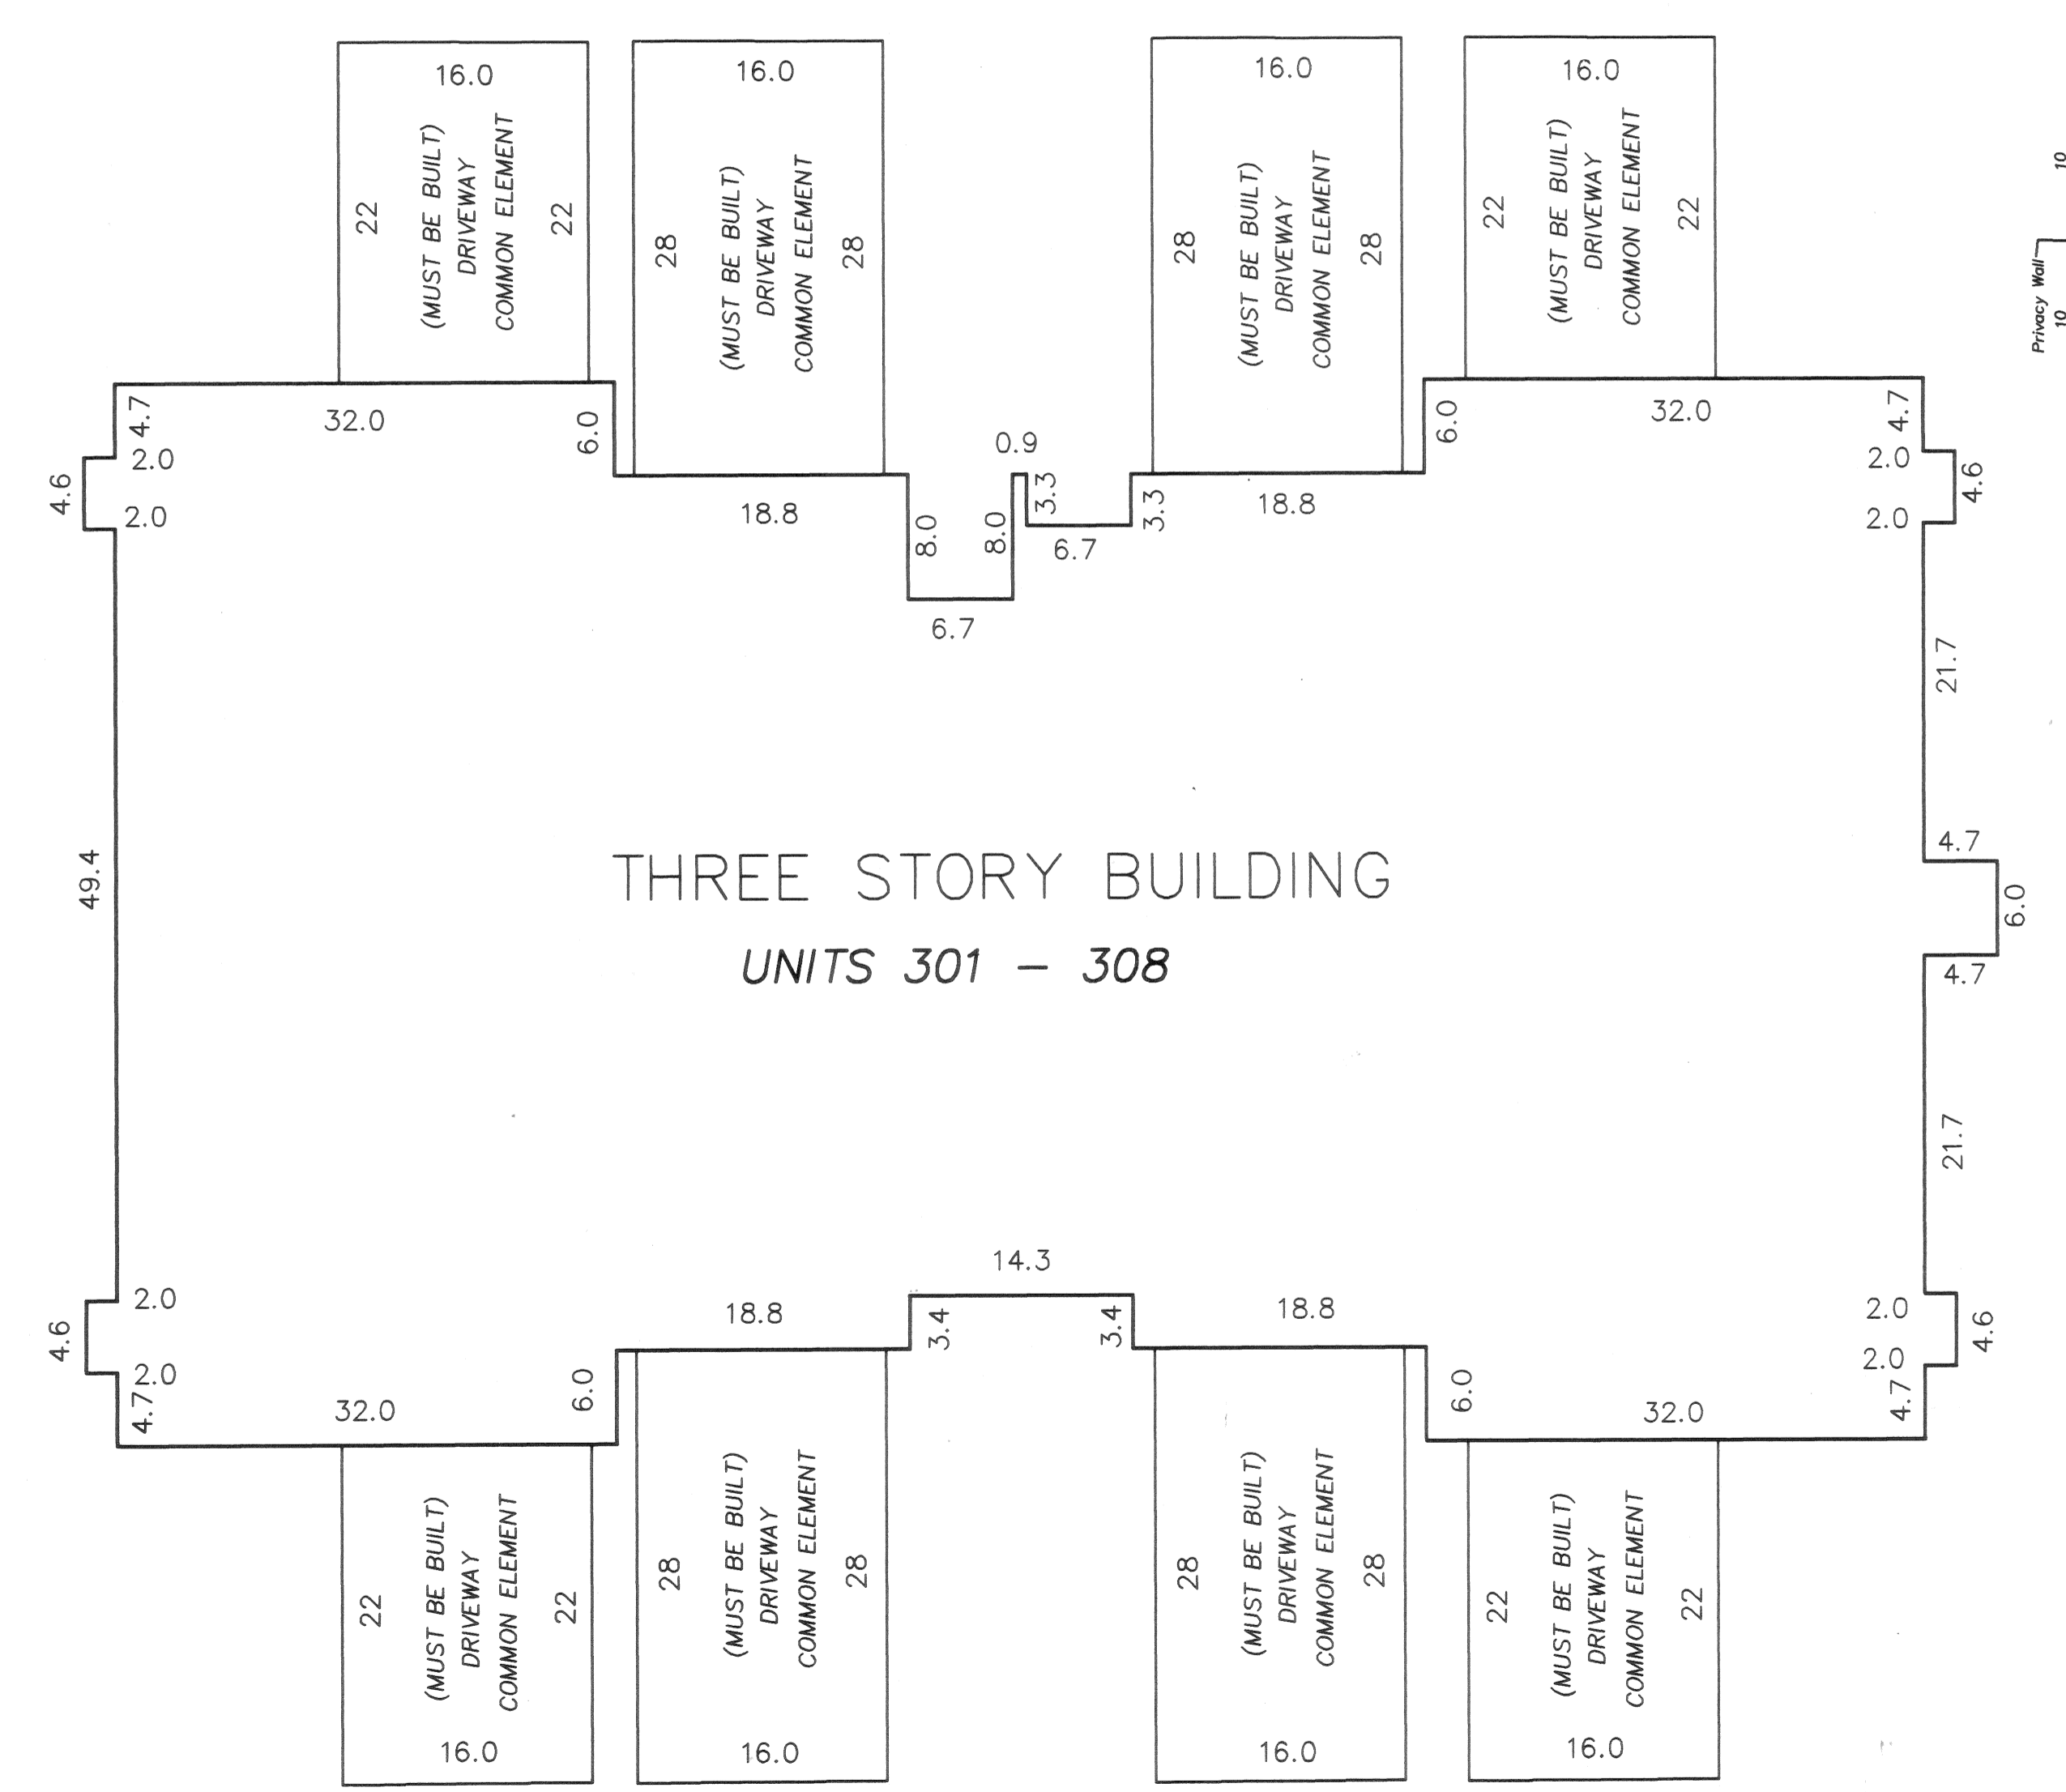 16.0
16.0
16.0
16.0
22
(MUST BE BUILT)
DRIVEWAY
COMMON ELEMENT
22
28
(MUST BE BUILT)
DRIVEWAY
COMMON ELEMENT
28
28
(MUST BE BUILT)
DRIVEWAY
COMMON ELEMENT
28
22
(MUST BE BUILT)
DRIVEWAY
COMMON ELEMENT
22
10
Privacy Wall
10
4.7
32.0
6.0
0.9
6.0
32.0
4.7
2.0
4.6
2.0
18.8
8.0
8.0
3.3
6.7
3.3
18.8
2.0
4.6
2.0
6.7
21.7
4.7
49.4
THREE STORY BUILDING
6.0
UNITS 301 – 308
4.7
21.7
14.3
2.0
4.6
2.0
4.7
18.8
3.4
3.4
18.8
2.0
4.6
2.0
4.7
32.0
6.0
6.0
32.0
22
(MUST BE BUILT)
DRIVEWAY
COMMON ELEMENT
22
28
(MUST BE BUILT)
DRIVEWAY
COMMON ELEMENT
28
28
(MUST BE BUILT)
DRIVEWAY
COMMON ELEMENT
28
22
(MUST BE BUILT)
DRIVEWAY
COMMON ELEMENT
22
16.0
16.0
16.0
16.0